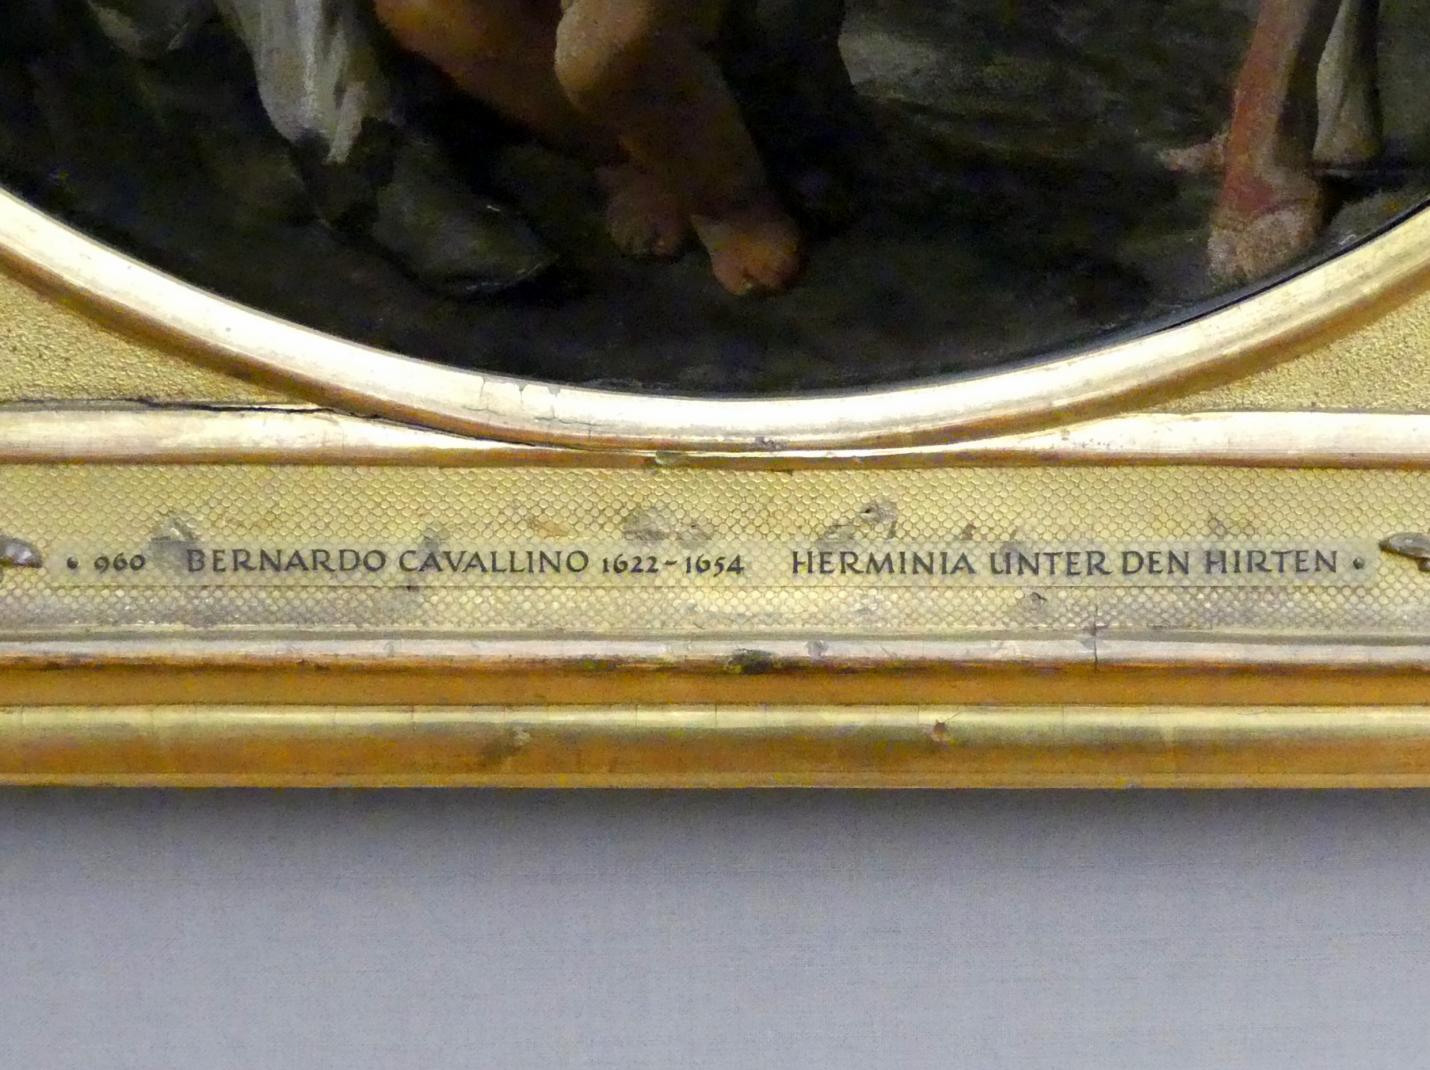 • 960 BERNARDO CAVALLINO 1622-1654 HERMINIA UNTER DEN HIRTEN •